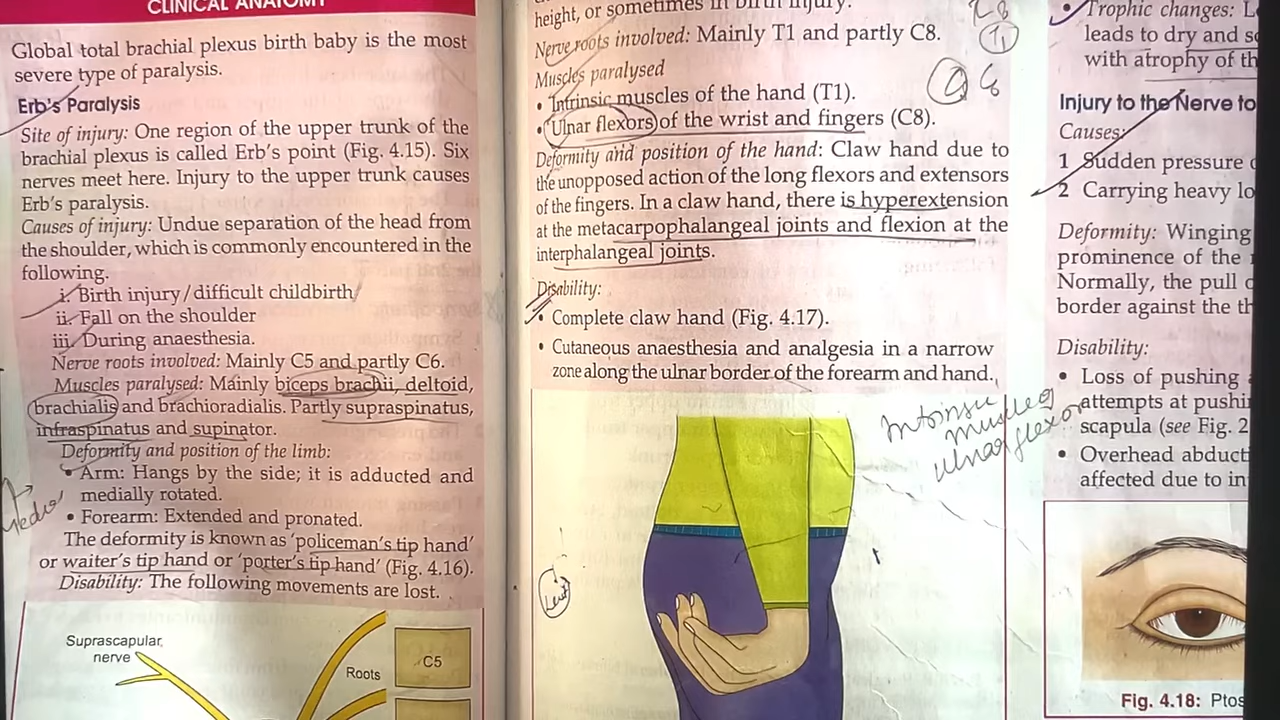 CLINICAL ANATOMY
Global total brachial plexus birth baby is the most
severe type of paralysis.
Erb's Paralysis
Site of injury: One region of the upper trunk of the
brachial plexus is called Erb's point (Fig. 4.15). Six
nerves meet here. Injury to the upper trunk causes
Erb's paralysis.
Causes of injury: Undue separation of the head from
the shoulder, which is commonly encountered in the
following.
i. Birth injury/difficult childbirth
ii. Fall on the shoulder
iii. During anaesthesia.
Nerve roots involved: Mainly C5 and partly C6.
Muscles paralysed: Mainly biceps brachii, deltoid,
brachialis and brachioradialis. Partly supraspinatus,
infraspinatus and supinator.
Deformity and position of the limb:
• Arm: Hangs by the side; it is adducted and
medially rotated.
• Forearm: Extended and pronated.
The deformity is known as 'policeman's tip hand'
or waiter's tip hand or 'porter's tip hand' (Fig. 4.16).
Disability: The following movements are lost.
Suprascapular
nerve
Roots
C5
height, or sometimes in birth injury.
Nerve roots involved: Mainly T1 and partly C8.
Muscles paralysed
• Intrinsic muscles of the hand (T1).
• Ulnar flexors of the wrist and fingers (C8).
Deformity and position of the hand: Claw hand due to
the unopposed action of the long flexors and extensors
of the fingers. In a claw hand, there is hyperextension
at the metacarpophalangeal joints and flexion at the
interphalangeal joints.
Disability:
• Complete claw hand (Fig. 4.17).
• Cutaneous anaesthesia and analgesia in a narrow
zone along the ulnar border of the forearm and hand.
Intrinsic
muscles
ulnar flexor
• Trophic changes:
leads to dry and
with atrophy of
Injury to the Nerve to
Causes:
1 Sudden pressure
2 Carrying heavy
Deformity: Winging
prominence of the
Normally, the pull
border against the
Disability:
• Loss of pushing
attempts at
scapula (see Fig. 2
• Overhead
affected due to
Fig. 4.18: